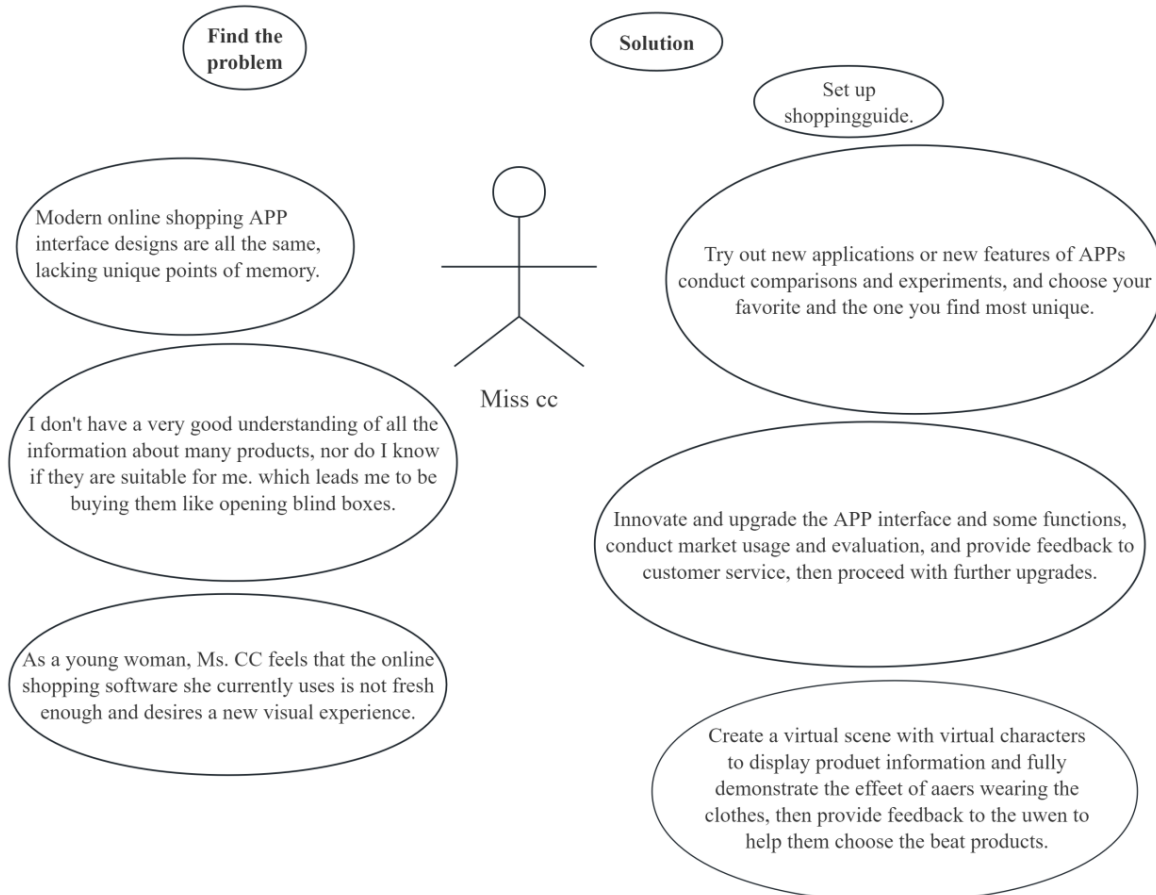 Find the
problem
Solution
Set up
shoppingguide.
Modern online shopping APP
interface designs are all the same,
lacking unique points of memory.
Try out new applications or new features of APPs
conduct comparisons and experiments, and choose your
favorite and the one you find most unique.
Miss cc
I don't have a very good understanding of all the
information about many products, nor do I know
if they are suitable for me. which leads me to be
buying them like opening blind boxes.
Innovate and upgrade the APP interface and some functions,
conduct market usage and evaluation, and provide feedback to
customer service, then proceed with further upgrades.
As a young woman, Ms. CC feels that the online
shopping software she currently uses is not fresh
enough and desires a new visual experience.
Create a virtual scene with virtual characters
to display product information and fully
demonstrate the effeet of aaers wearing the
clothes, then provide feedback to the uwen to
help them choose the beat products.